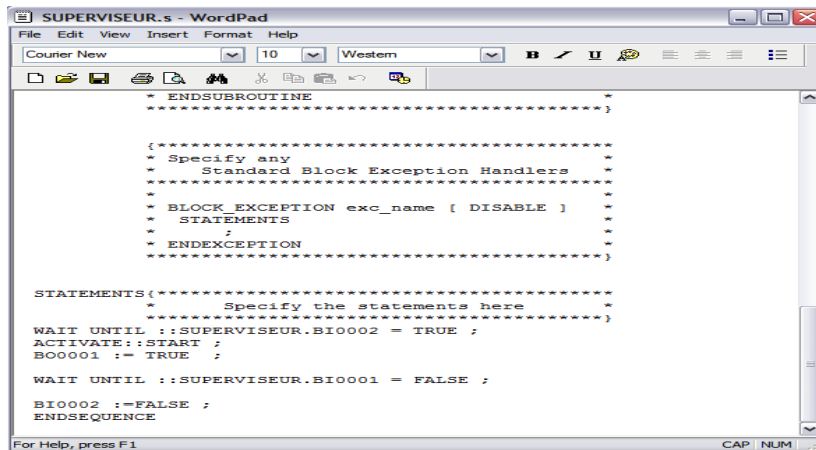 SUPERVISEUR.s - WordPad
File Edit View Insert Format Help
Courier New 10 Western B / U
* ENDSUBROUTINE *
*****************************************}
{*****************************************
* Specify any *
* Standard Block Exception Handlers *
******************************************
* *
* BLOCK_EXCEPTION exc_name [ DISABLE ] *
* STATEMENTS *
* ; *
* ENDEXCEPTION *
*****************************************}
STATEMENTS{*****************************************
* Specify the statements here *
*****************************************}
WAIT UNTIL ::SUPERVISEUR.BI0002 = TRUE ;
ACTIVATE::START ;
BO0001 := TRUE ;
WAIT UNTIL ::SUPERVISEUR.BI0001 = FALSE ;
BI0002 :=FALSE ;
ENDSEQUENCE
For Help, press F1 CAP NUM